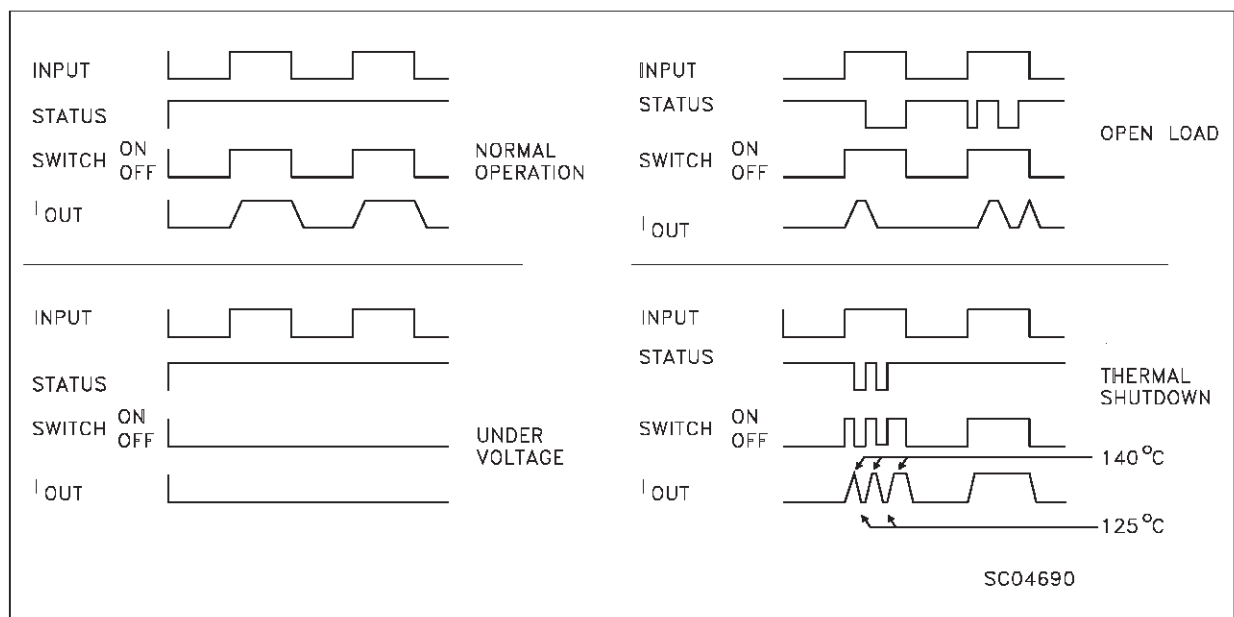 INPUT
STATUS
SWITCH ON
OFF
I OUT
NORMAL
OPERATION
INPUT
STATUS
SWITCH ON
OFF
I OUT
OPEN LOAD
INPUT
STATUS
SWITCH ON
OFF
I OUT
UNDER
VOLTAGE
INPUT
STATUS
SWITCH ON
OFF
I OUT
THERMAL
SHUTDOWN
140°C
125°C
SC04690